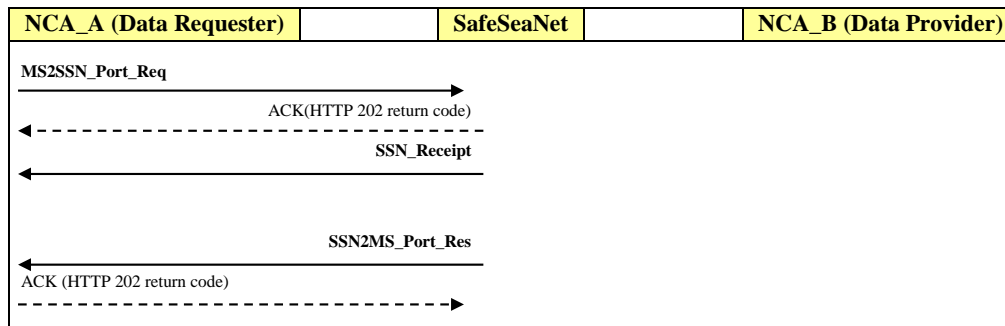 NCA_A (Data Requester) SafeSeaNet NCA_B (Data Provider)
MS2SSN_Port_Req
ACK(HTTP 202 return code)
SSN_Receipt
SSN2MS_Port_Res
ACK (HTTP 202 return code)